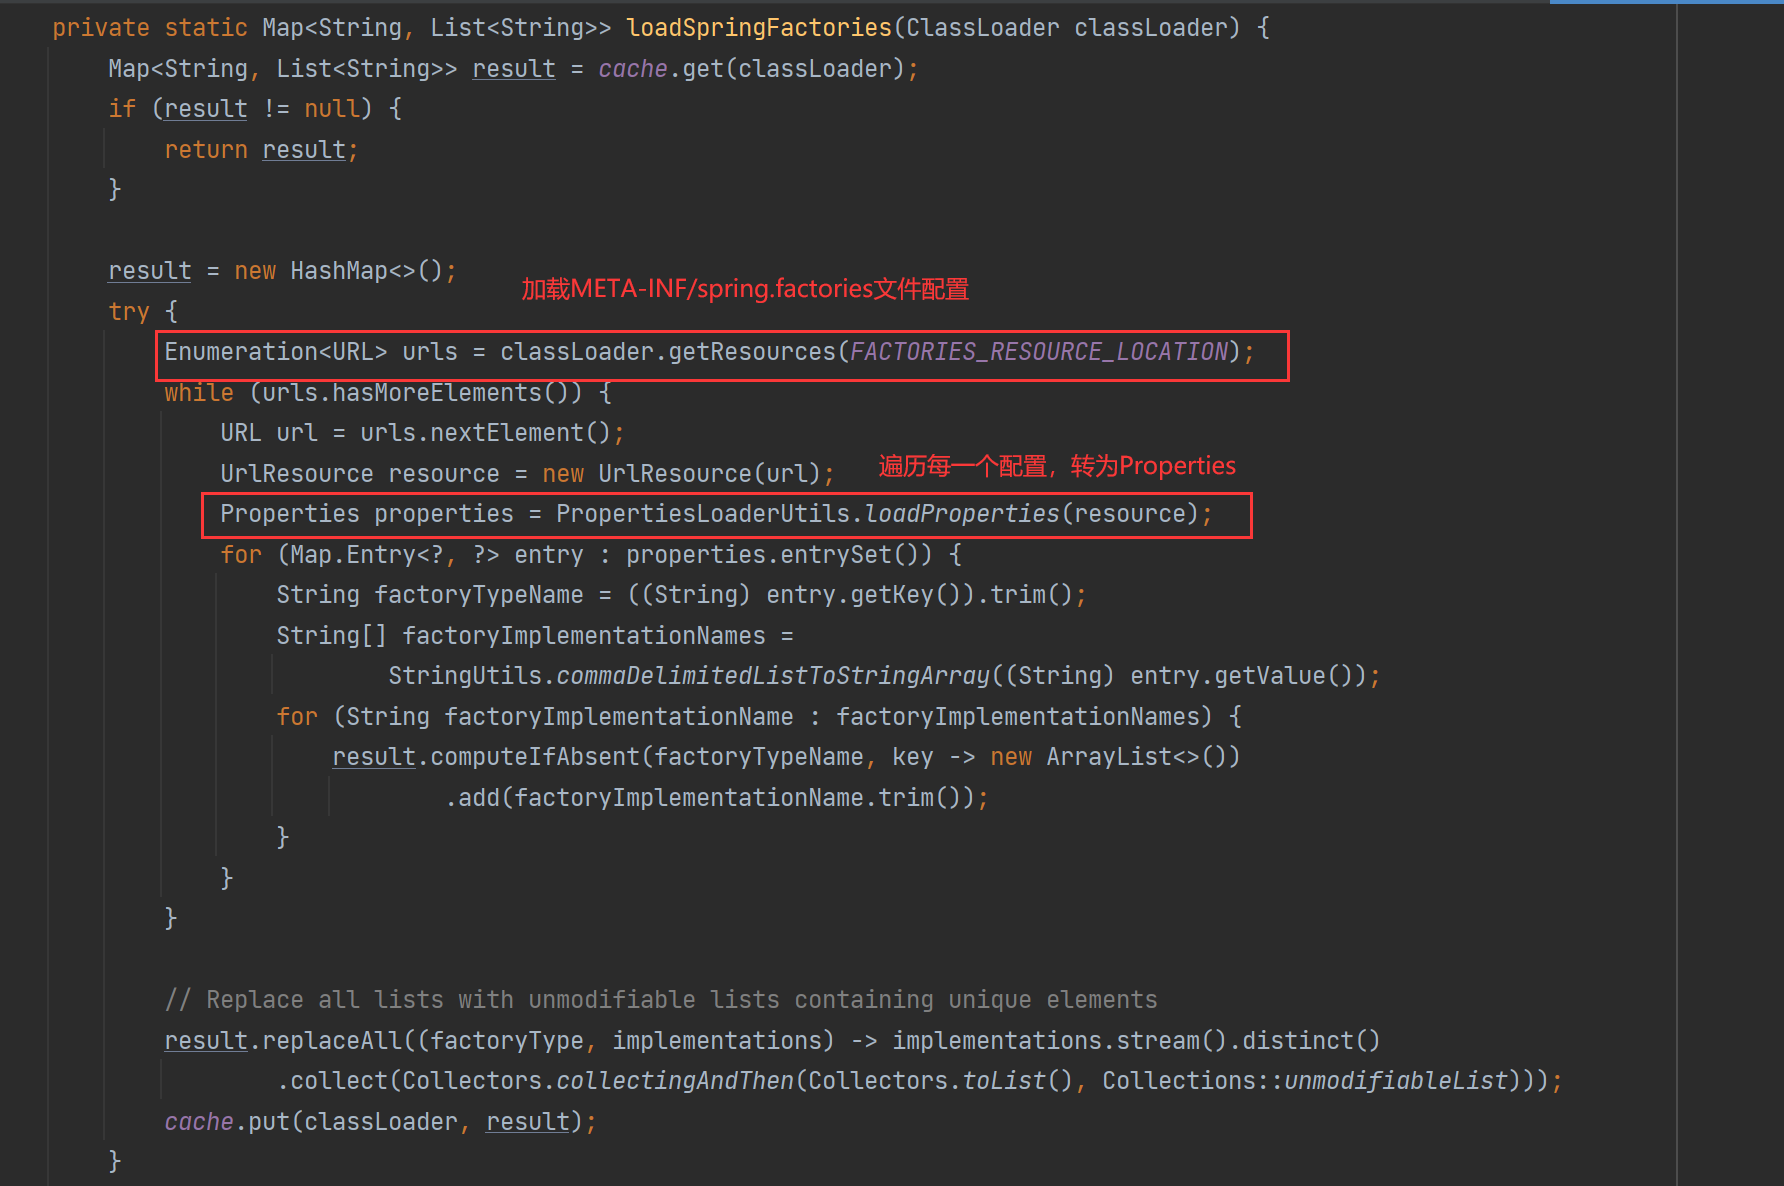 private static Map<String, List<String>> loadSpringFactories(ClassLoader classLoader) {
Map<String, List<String>> result = cache.get(classLoader);
if (result != null) {
return result;
}
result = new HashMap<>();
加载META-INF/spring.factories文件配置
try {
Enumeration<URL> urls = classLoader.getResources(FACTORIES_RESOURCE_LOCATION);
while (urls.hasMoreElements()) {
URL url = urls.nextElement();
UrlResource resource = new UrlResource(url);
遍历每一个配置，转为Properties
Properties properties = PropertiesLoaderUtils.loadProperties(resource);
for (Map.Entry<?, ?> entry : properties.entrySet()) {
String factoryTypeName = ((String) entry.getKey()).trim();
String[] factoryImplementationNames =
StringUtils.commaDelimitedListToStringArray((String) entry.getValue());
for (String factoryImplementationName : factoryImplementationNames) {
result.computeIfAbsent(factoryTypeName, key -> new ArrayList<>())
.add(factoryImplementationName.trim());
}
}
}
// Replace all lists with unmodifiable lists containing unique elements
result.replaceAll((factoryType, implementations) -> implementations.stream().distinct()
.collect(Collectors.collectingAndThen(Collectors.toList(), Collections::unmodifiableList)));
cache.put(classLoader, result);
}